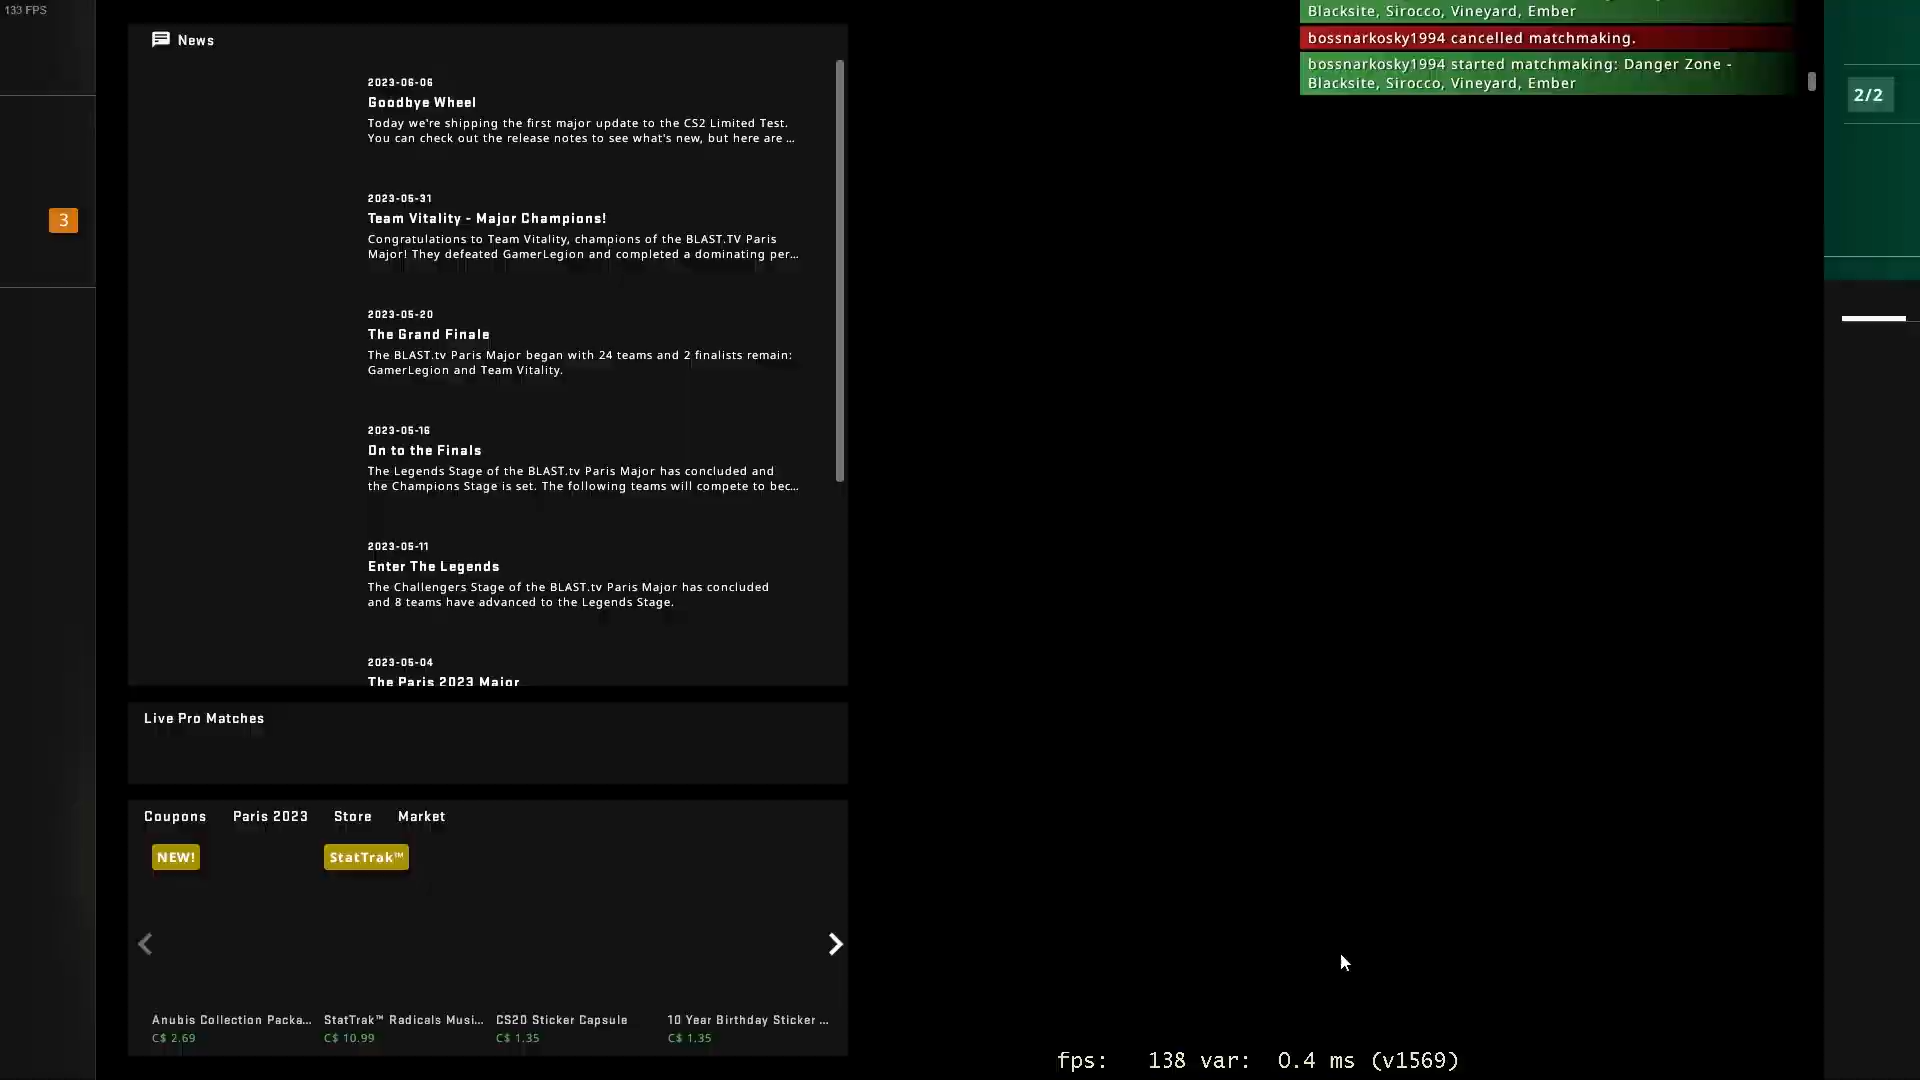 133 FPS
News
2023-06-06
Goodbye Wheel
Today we're shipping the first major update to the CS2 Limited Test.
You can check out the release notes to see what's new, but here are ...
2023-05-31
Team Vitality - Major Champions!
Congratulations to Team Vitality, champions of the BLAST.TV Paris
Major! They defeated GamerLegion and completed a dominating per...
2023-05-20
The Grand Finale
The BLAST.tv Paris Major began with 24 teams and 2 finalists remain:
GamerLegion and Team Vitality.
2023-05-16
On to the Finals
The Legends Stage of the BLAST.tv Paris Major has concluded and
the Champions Stage is set. The following teams will compete to bec...
2023-05-11
Enter The Legends
The Challengers Stage of the BLAST.tv Paris Major has concluded
and 8 teams have advanced to the Legends Stage.
2023-05-04
The Paris 2023 Major
3
Live Pro Matches
Coupons
Paris 2023
Store
Market
NEW!
StatTrak™
Anubis Collection Packa...
C$ 2.69
StatTrak™ Radicals Musi...
C$ 10.99
CS20 Sticker Capsule
C$ 1.35
10 Year Birthday Sticker ...
C$ 1.35
Blacksite, Sirocco, Vineyard, Ember
bossnarkosky1994 cancelled matchmaking.
bossnarkosky1994 started matchmaking: Danger Zone -
Blacksite, Sirocco, Vineyard, Ember
2/2
fps: 138 var: 0.4 ms (v1569)